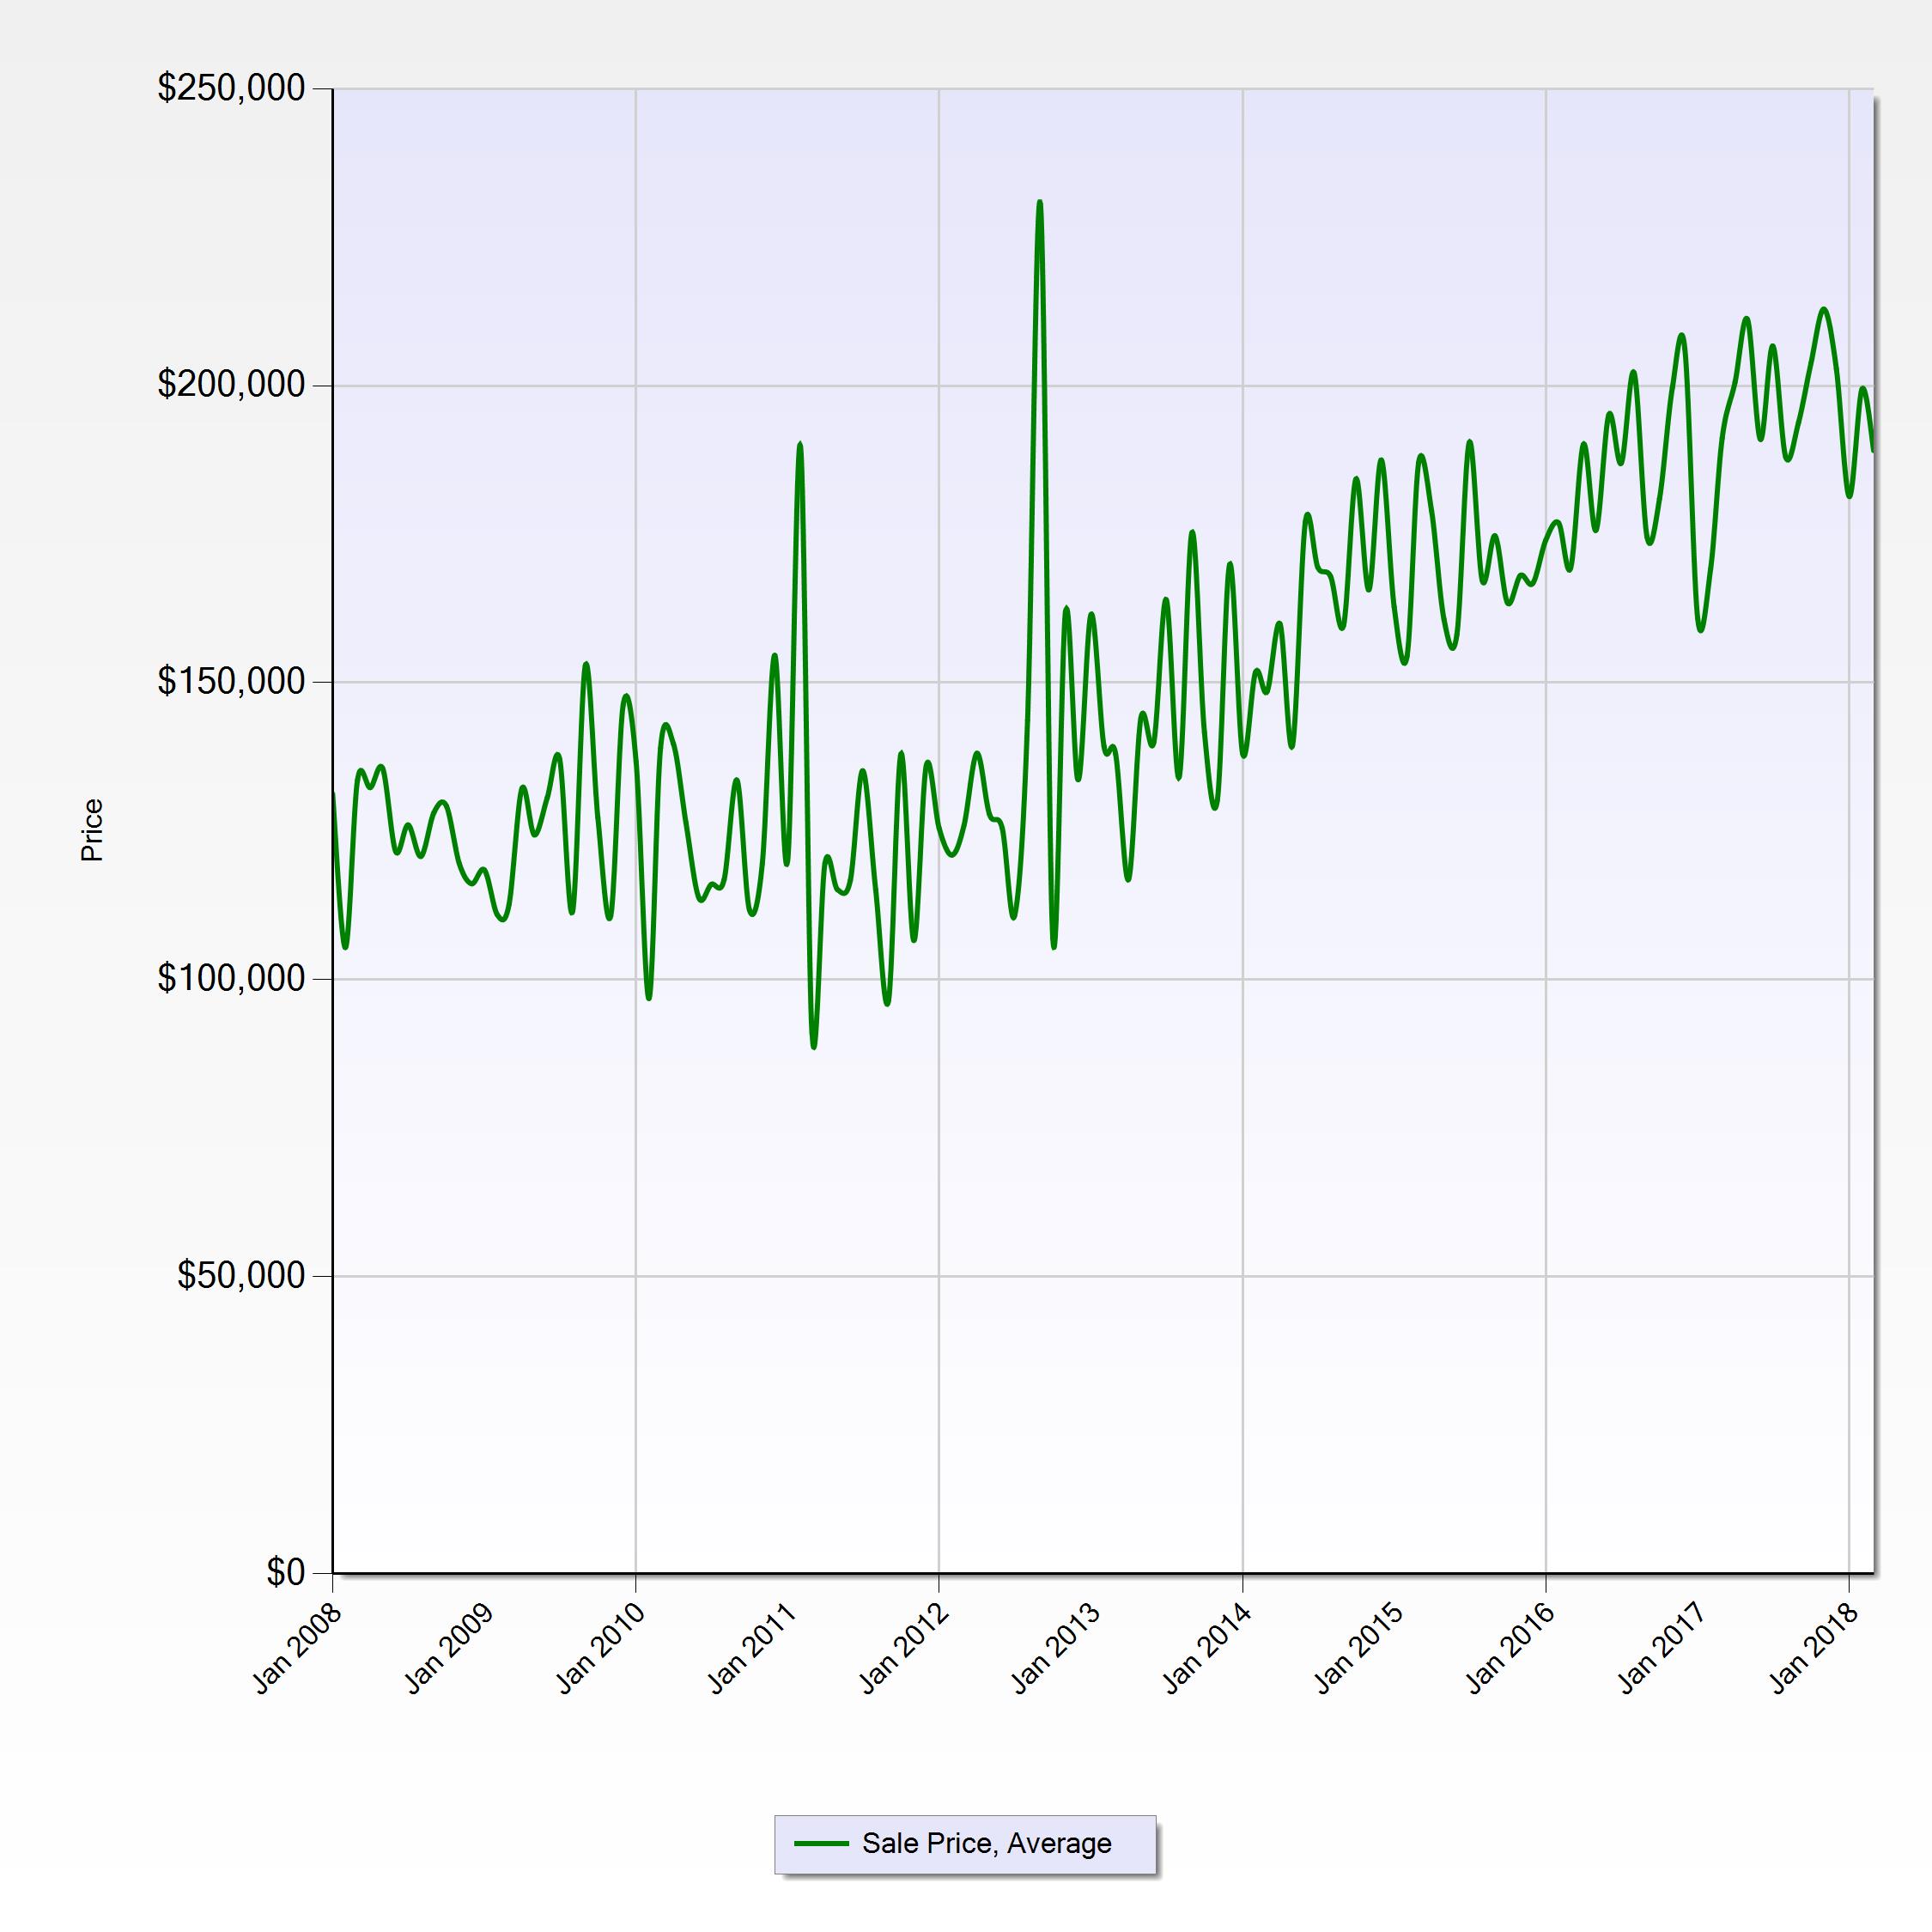 $250,000
$200,000
$150,000
$100,000
$50,000
$0
Price
Jan 2008
Jan 2009
Jan 2010
Jan 2011
Jan 2012
Jan 2013
Jan 2014
Jan 2015
Jan 2016
Jan 2017
Jan 2018
Sale Price, Average